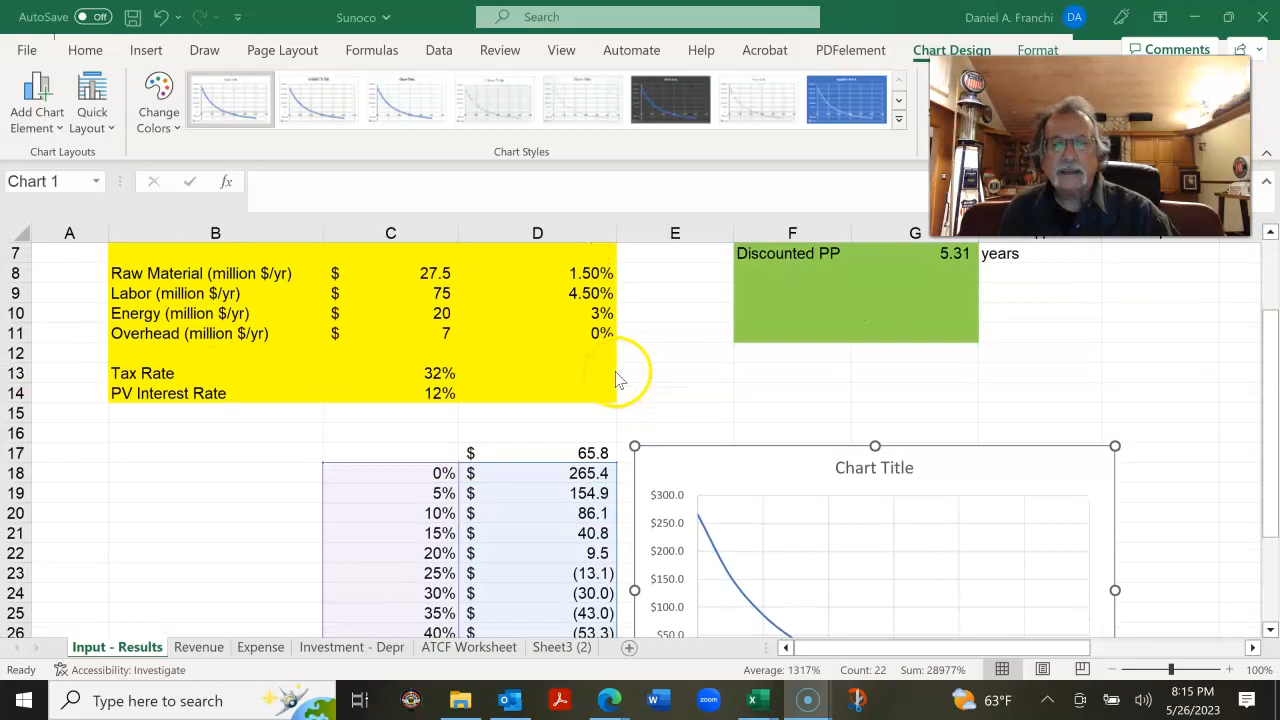 AutoSave Off Sunoco Search Daniel A. Franchi DA
File Home Insert Draw Page Layout Formulas Data Review View Automate Help Acrobat PDFelement Chart Design Format Comments
Add Chart Element Quick Layout Change Colors
Chart Layouts Chart Styles
Chart 1 fx
A B C D E F G
7 Discounted PP 5.31 years
8 Raw Material (million $/yr) $ 27.5 1.50%
9 Labor (million $/yr) $ 75 4.50%
10 Energy (million $/yr) $ 20 3%
11 Overhead (million $/yr) $ 7 0%
12
13 Tax Rate 32%
14 PV Interest Rate 12%
15
16
17 $ 65.8
18 0% $ 265.4
19 5% $ 154.9
20 10% $ 86.1
21 15% $ 40.8
22 20% $ 9.5
23 25% $ (13.1)
24 30% $ (30.0)
25 35% $ (43.0)
26 40% $ (53.3)
Chart Title
$300.0
$250.0
$200.0
$150.0
$100.0
$50.0
Input - Results Revenue Expense Investment - Depr ATCF Worksheet Sheet3 (2)
Ready Accessibility: Investigate Average: 1317% Count: 22 Sum: 28977% 100%
Type here to search zoom 63°F 8:15 PM
5/26/2023